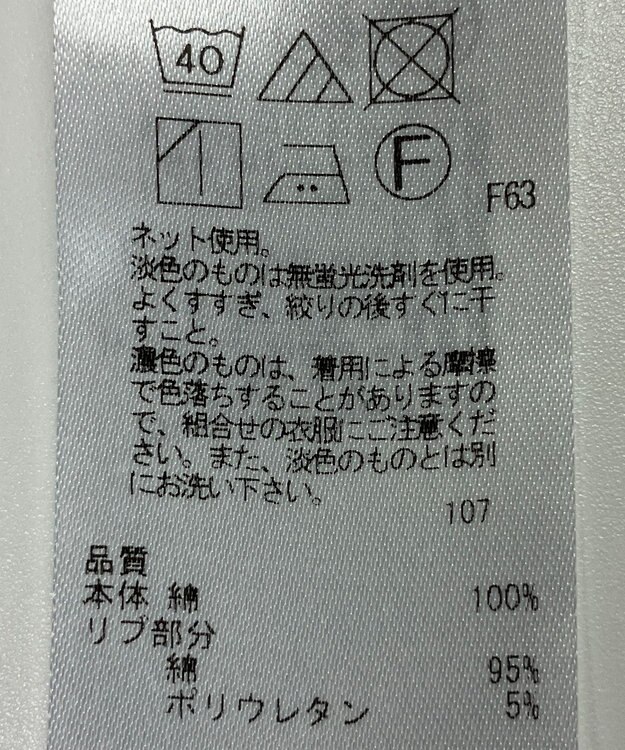 40
F
F63
ネット使用。
淡色のものは無蛍光洗剤を使用。
よくすすぎ、絞りの後すぐに干
すこと。
濃色のものは、着用による摩擦
で色落ちすることがありますの
で、組合せの衣服にご注意くだ
さい。また、淡色のものとは別
にお洗い下さい。
107
品質
本体 綿 100%
リブ部分
綿 95%
ポリウレタン 5%